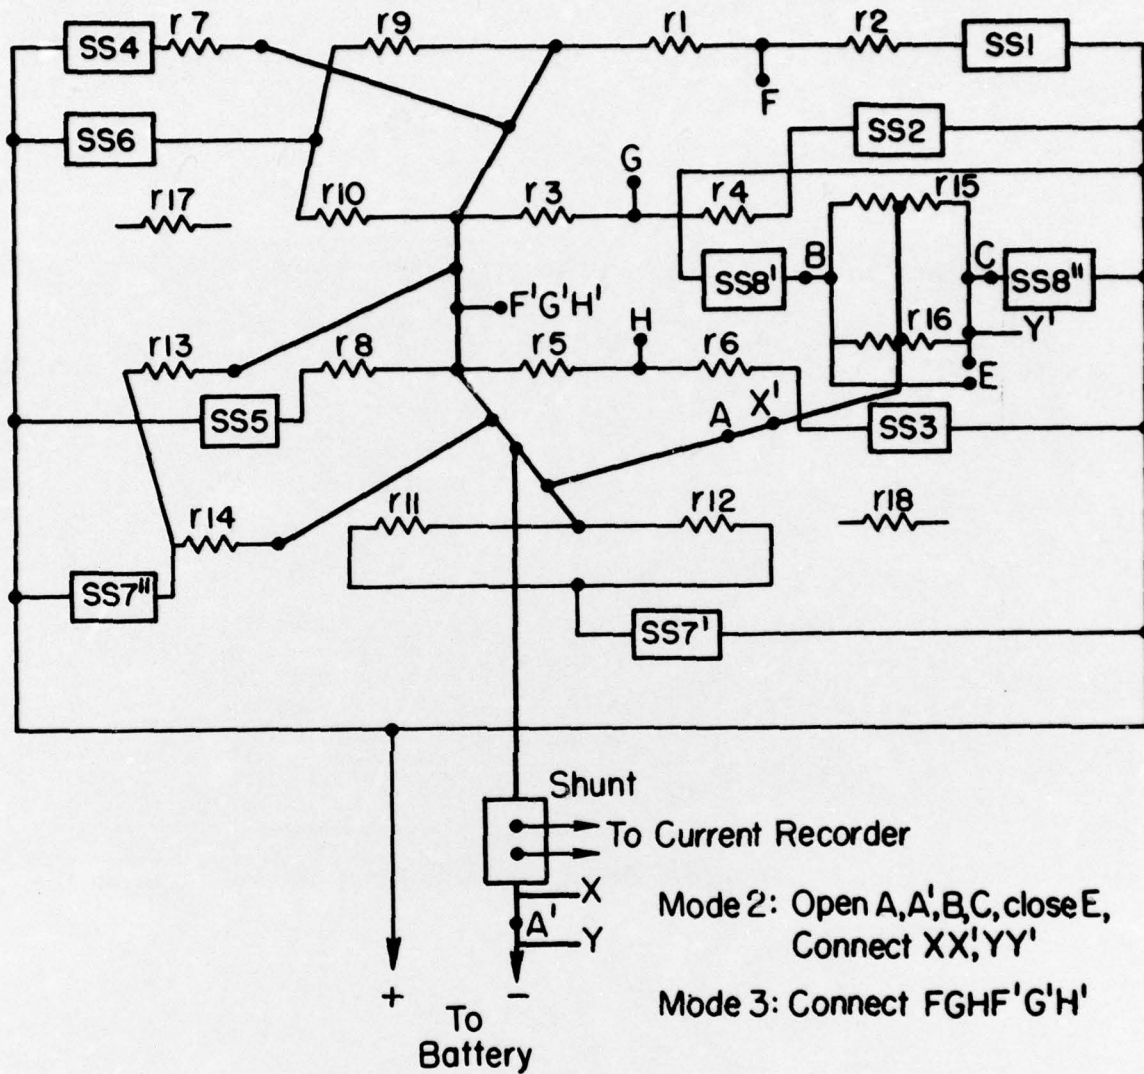 SS4 r7 r9 r1 r2 SS1
F
SS6 SS2
G
r17 r10 r3 r4 r15
SS8' B C SS8"
F'G'H' r16 Y'
H
r13 r8 r5 r6 E
SS5 A X' SS3
r14 r11 r12 r18
SS7"
SS7'
Shunt
To Current Recorder
X
A'
Y
Mode 2: Open A, A', B, C, close E,
Connect XX', YY'
+ -
Mode 3: Connect FGHF'G'H'
To
Battery